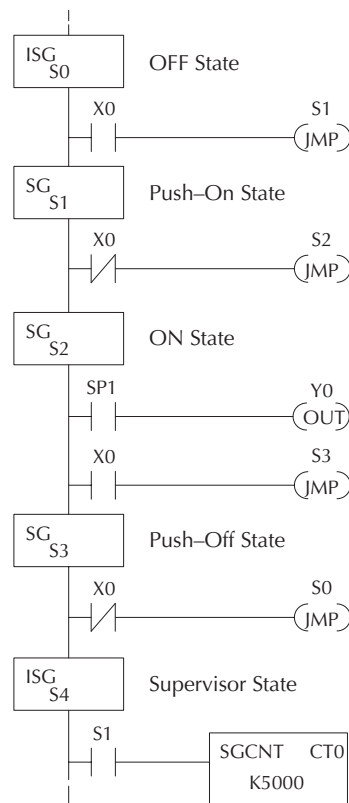 ISG
S0
OFF State
X0
S1
JMP
SG
S1
Push–On State
X0
S2
JMP
SG
S2
ON State
SP1
Y0
OUT
X0
S3
JMP
SG
S3
Push–Off State
X0
S0
JMP
ISG
S4
Supervisor State
S1
SGCNT CT0
K5000